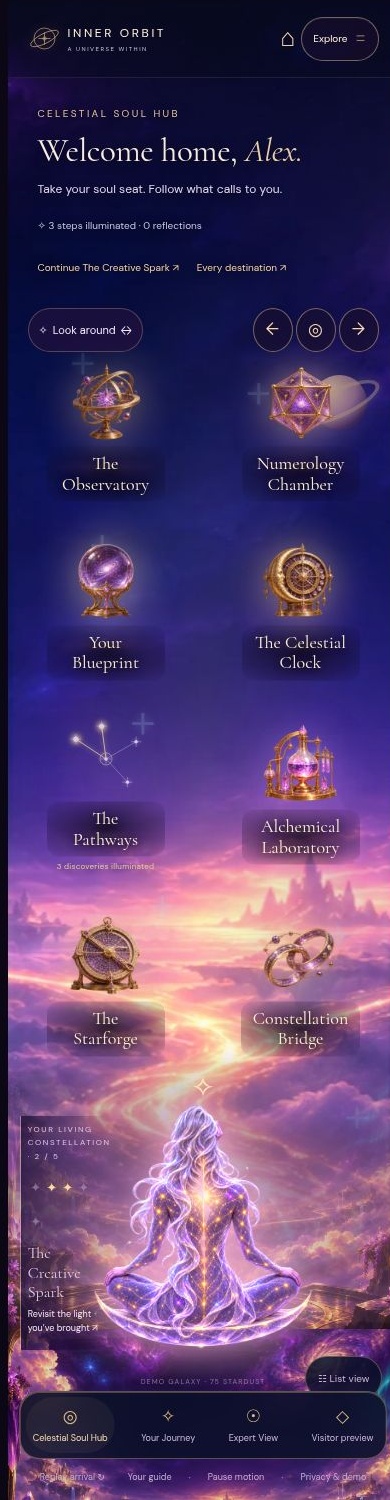 INNER ORBIT
A UNIVERSE WITHIN
Explore
CELESTIAL SOUL HUB
Welcome home, Alex.
Take your soul seat. Follow what calls to you.
3 steps illuminated · 0 reflections
Continue The Creative Spark ↗ Every destination ↗
Look around
The
Observatory
Numerology
Chamber
Your
Blueprint
The Celestial
Clock
The
Pathways
3 discoveries illuminated
Alchemical
Laboratory
The
Starforge
Constellation
Bridge
YOUR LIVING
CONSTELLATION
· 2 / 5
The
Creative
Spark
Revisit the light
you've brought ↗
DEMO GALAXY · 75 STARDUST
List view
Celestial Soul Hub
Your Journey
Expert View
Visitor preview
Replay arrival ↻ Your guide · Pause motion · Privacy & demo